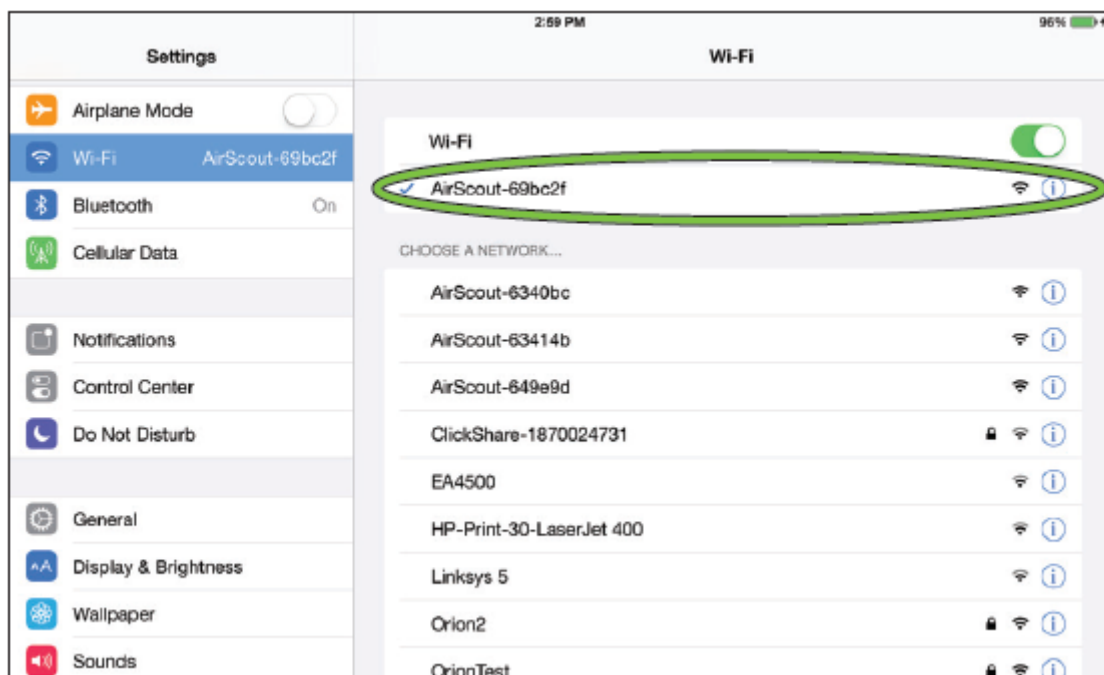 2:59 PM
96%
Settings
Wi-Fi
Airplane Mode
Wi-Fi AirScout-69bc2f
Bluetooth On
Cellular Data
Notifications
Control Center
Do Not Disturb
General
AA Display & Brightness
Wallpaper
Sounds
Wi-Fi
AirScout-69bc2f
CHOOSE A NETWORK...
AirScout-6340bc
AirScout-63414b
AirScout-649e9d
ClickShare-1870024731
EA4500
HP-Print-30-LaserJet 400
Linksys 5
Orion2
OrionTest